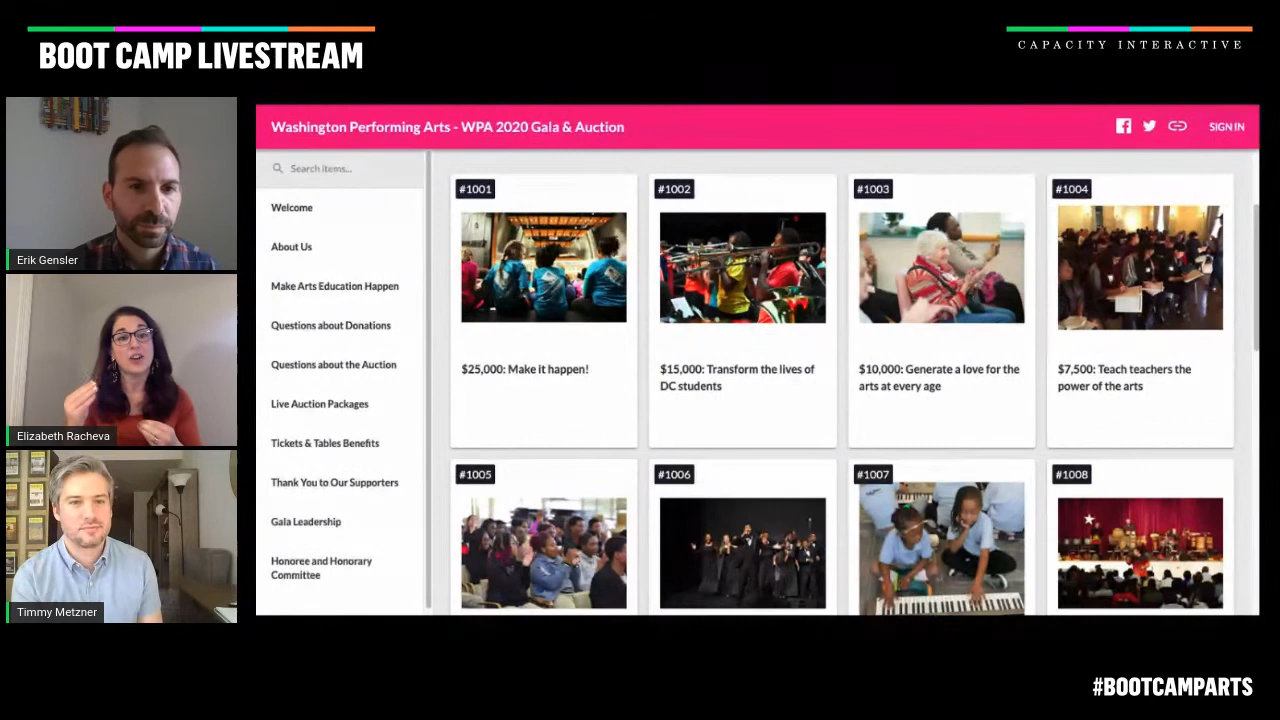 BOOT CAMP LIVESTREAM
CAPACITY INTERACTIVE
Erik Gensler
Elizabeth Racheva
Timmy Metzner
Washington Performing Arts - WPA 2020 Gala & Auction
SIGN IN
Search items...
Welcome
About Us
Make Arts Education Happen
Questions about Donations
Questions about the Auction
Live Auction Packages
Tickets & Tables Benefits
Thank You to Our Supporters
Gala Leadership
Honoree and Honorary
Committee
#1001
$25,000: Make it happen!
#1002
$15,000: Transform the lives of
DC students
#1003
$10,000: Generate a love for the
arts at every age
#1004
$7,500: Teach teachers the
power of the arts
#1005
#1006
#1007
#1008
#BOOTCAMPARTS